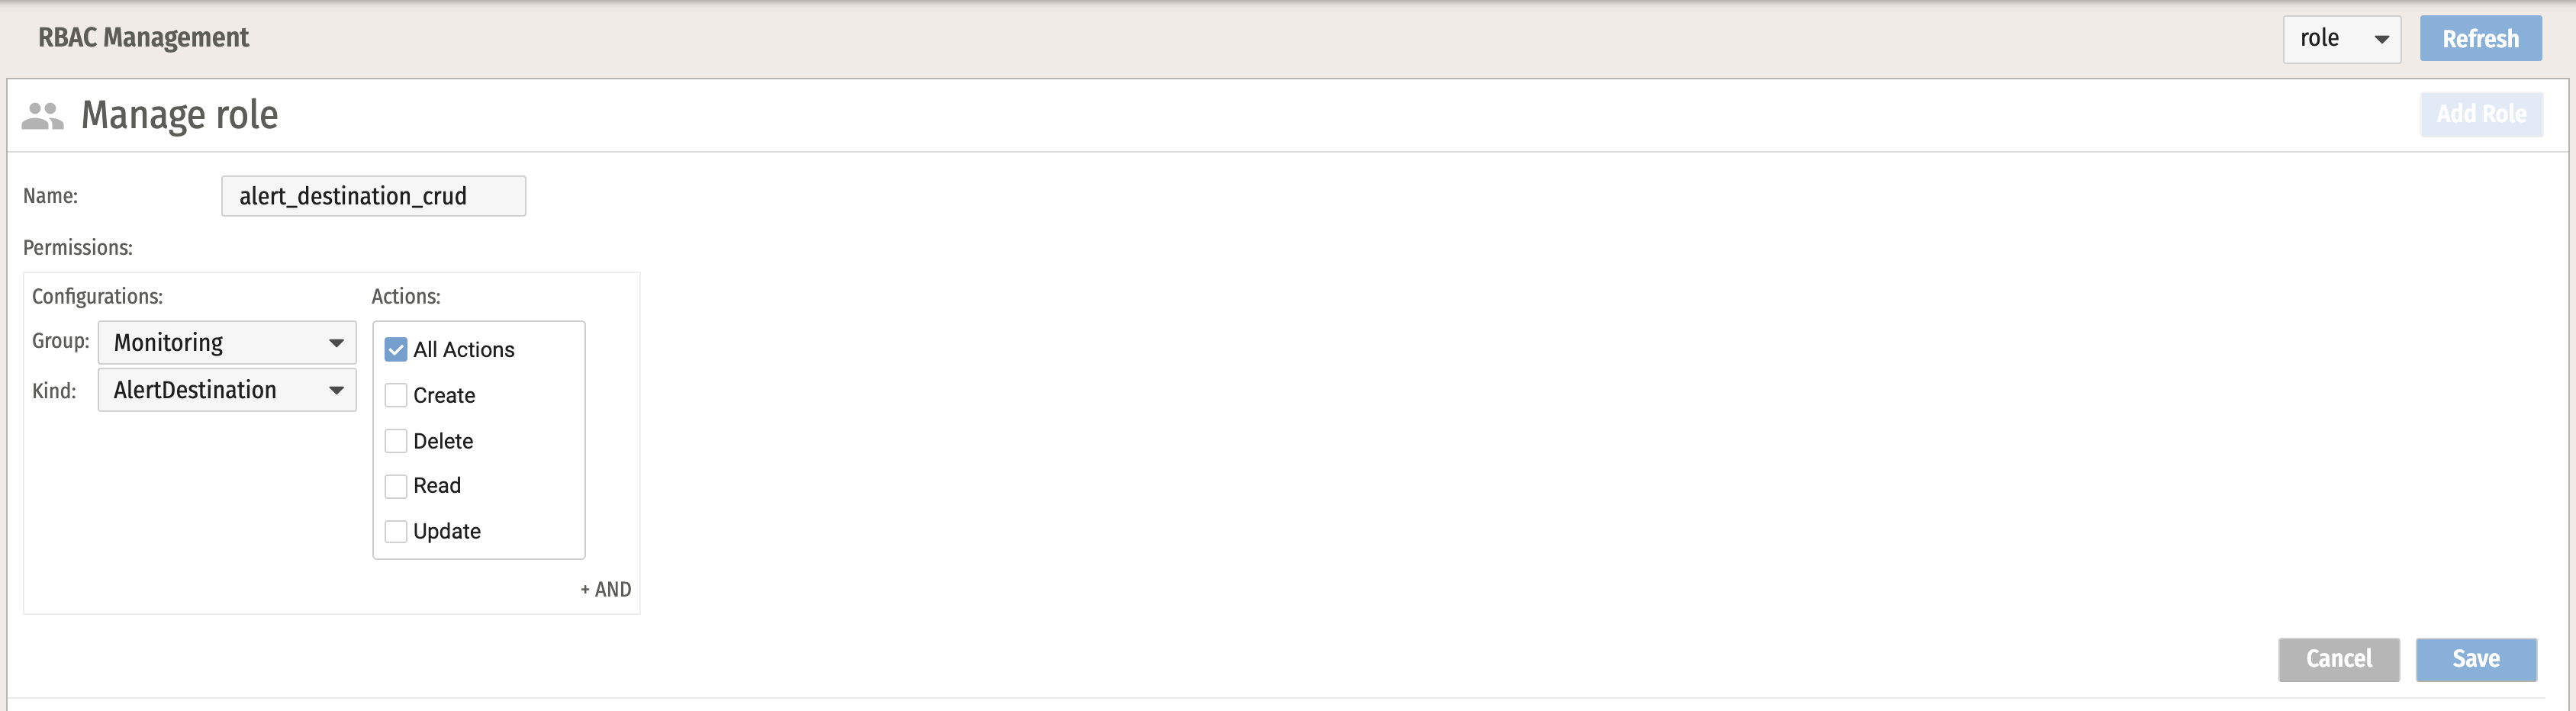 RBAC Management
role
Refresh
Manage role
Add Role
Name:
alert_destination_crud
Permissions:
Configurations:
Actions:
Group:
Monitoring
Kind:
AlertDestination
All Actions
Create
Delete
Read
Update
+ AND
Cancel
Save